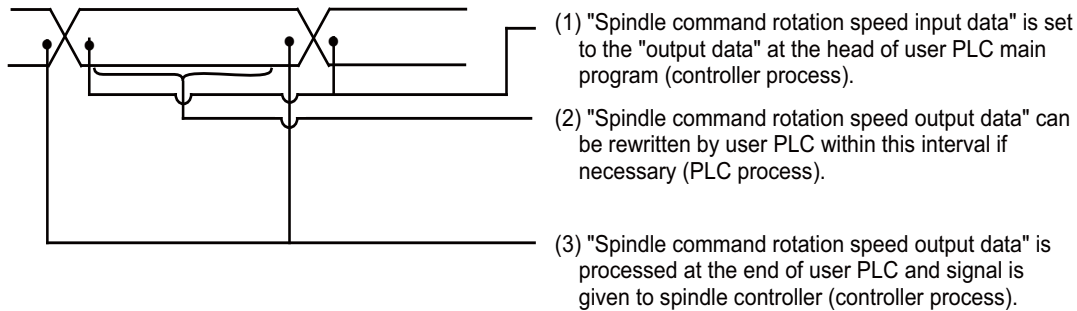 (1) "Spindle command rotation speed input data" is set
to the "output data" at the head of user PLC main
program (controller process).
(2) "Spindle command rotation speed output data" can
be rewritten by user PLC within this interval if
necessary (PLC process).
(3) "Spindle command rotation speed output data" is
processed at the end of user PLC and signal is
given to spindle controller (controller process).